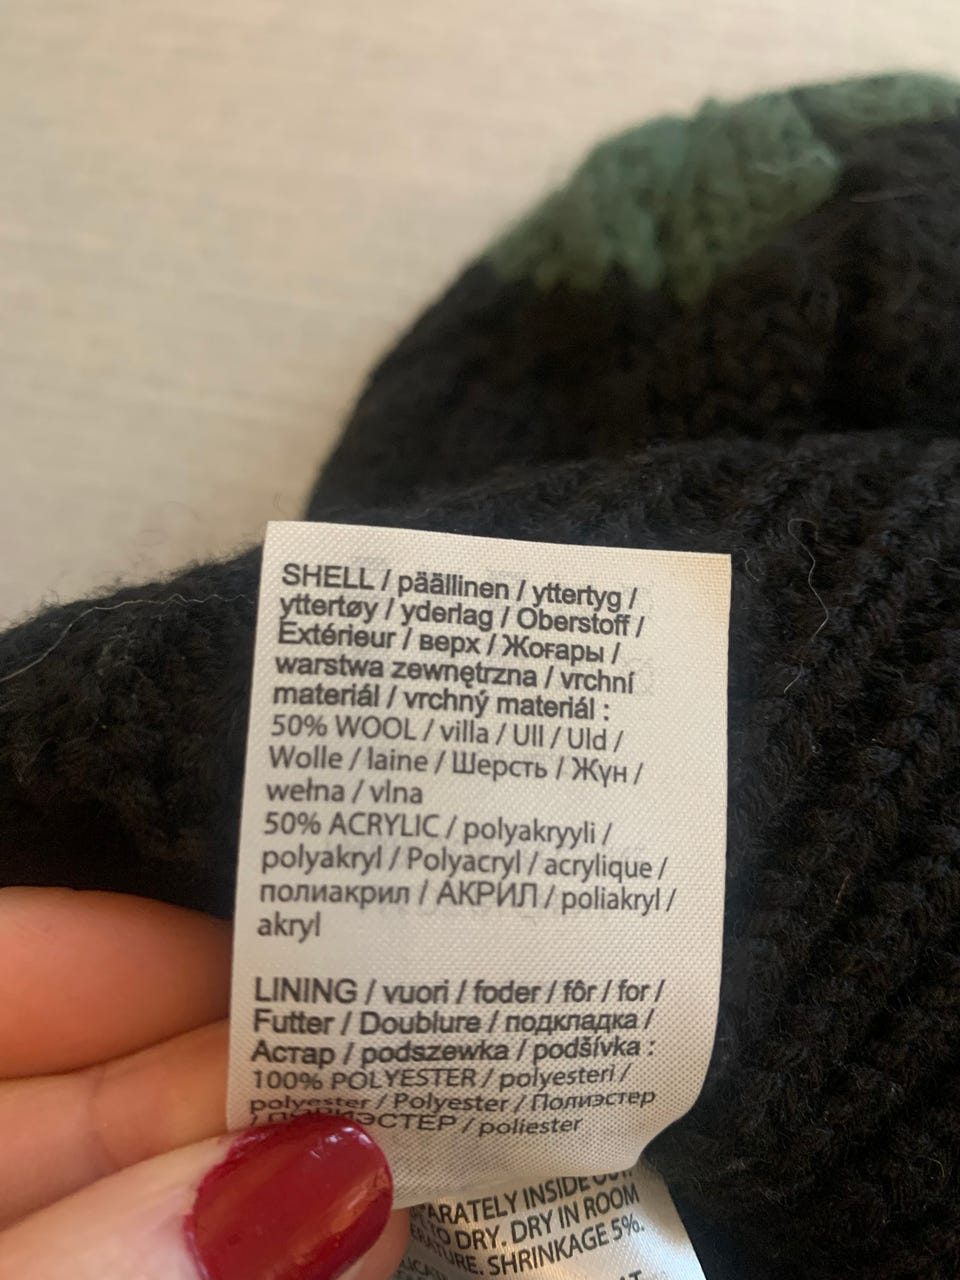 SHELL / päällinen / yttertyg /
yttertøy / yderlag / Oberstoff /
Extérieur / верх / Жоғары /
warstwa zewnętrzna / vrchní
materiál / vrchný materiál :
50% WOOL / villa / Ull / Uld /
Wolle / laine / Шерсть / Жүн /
wełna / vlna
50% ACRYLIC / polyakryyli /
polyakryl / Polyacryl / acrylique /
полиакрил / АКРИЛ / poliakryl /
akryl
LINING / vuori / foder / fôr / for /
Futter / Doublure / подкладка /
Астар / podszewka / podšívka :
100% POLYESTER / polyesteri /
polyester / Polyester / Полиэстер
/ poliester
INSIDE
DRY. DRY IN ROOM
SHRINKAGE 5%.